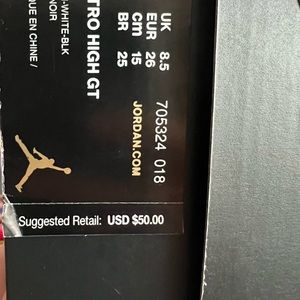 UK 8.5
EUR 26
cm 15
BR 25
TRO HIGH GT
-WHITE-BLK
NOIR
UE EN CHINE /
705324 018
JORDAN.COM
Suggested Retail: USD $50.00